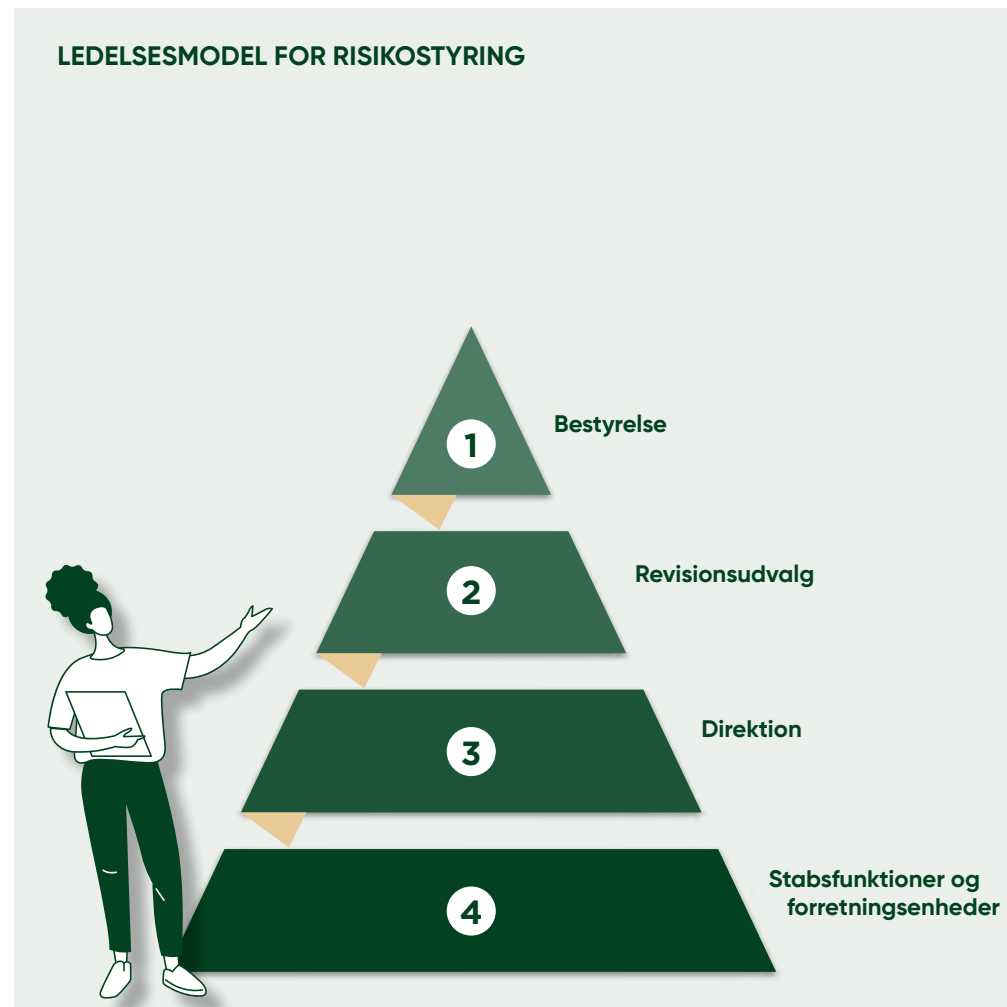 LEDELSESMODEL FOR RISIKOSTYRING
1
Bestyrelse
2
Revisionsudvalg
3
Direktion
4
Stabsfunktioner og
forretningsenheder